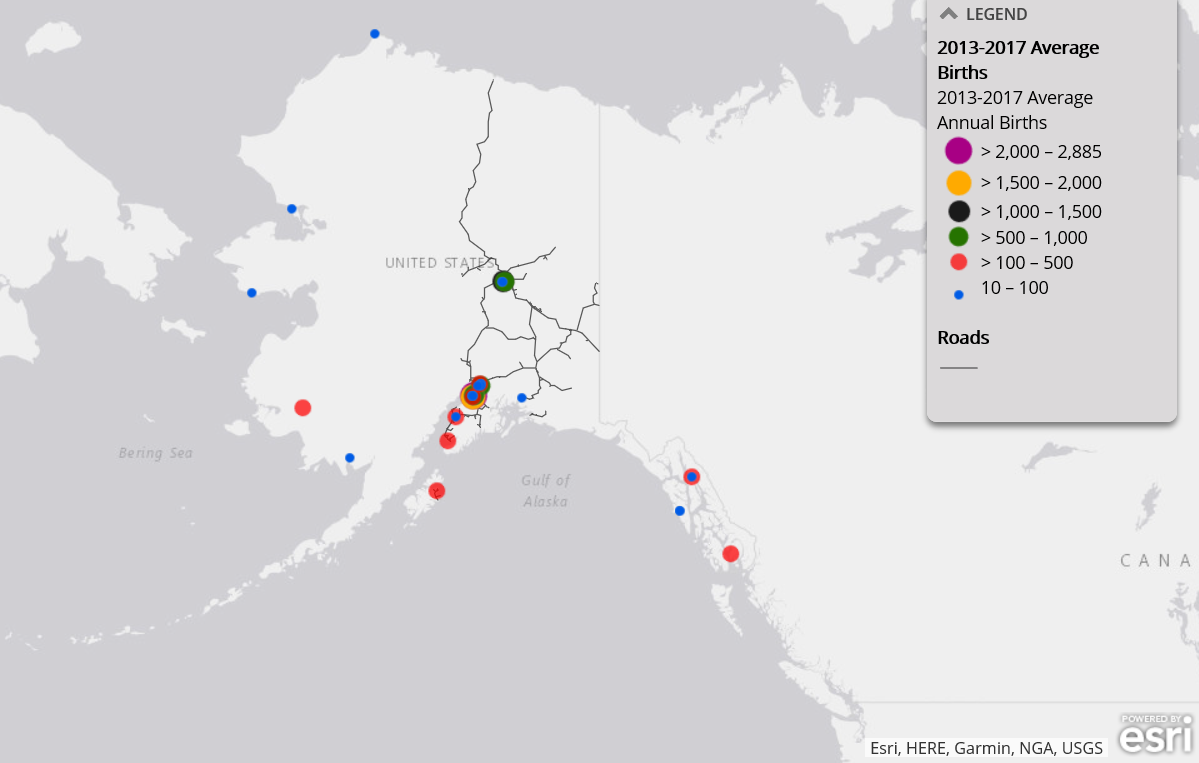 LEGEND
2013-2017 Average
Births
2013-2017 Average
Annual Births
> 2,000 – 2,885
> 1,500 – 2,000
> 1,000 – 1,500
> 500 – 1,000
> 100 – 500
10 – 100
Roads
UNITED STATES
Bering Sea
Gulf of
Alaska
CANA
POWERED BY
esri
Esri, HERE, Garmin, NGA, USGS